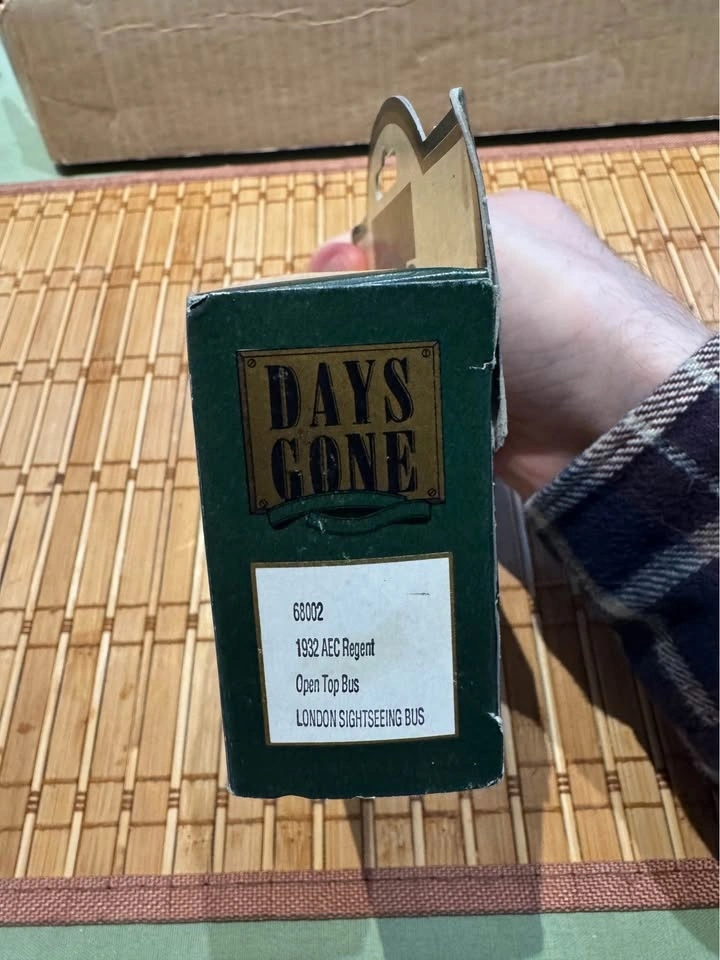 DAYS
GONE
68002
1932 AEC Regent
Open Top Bus
LONDON SIGHTSEEING BUS